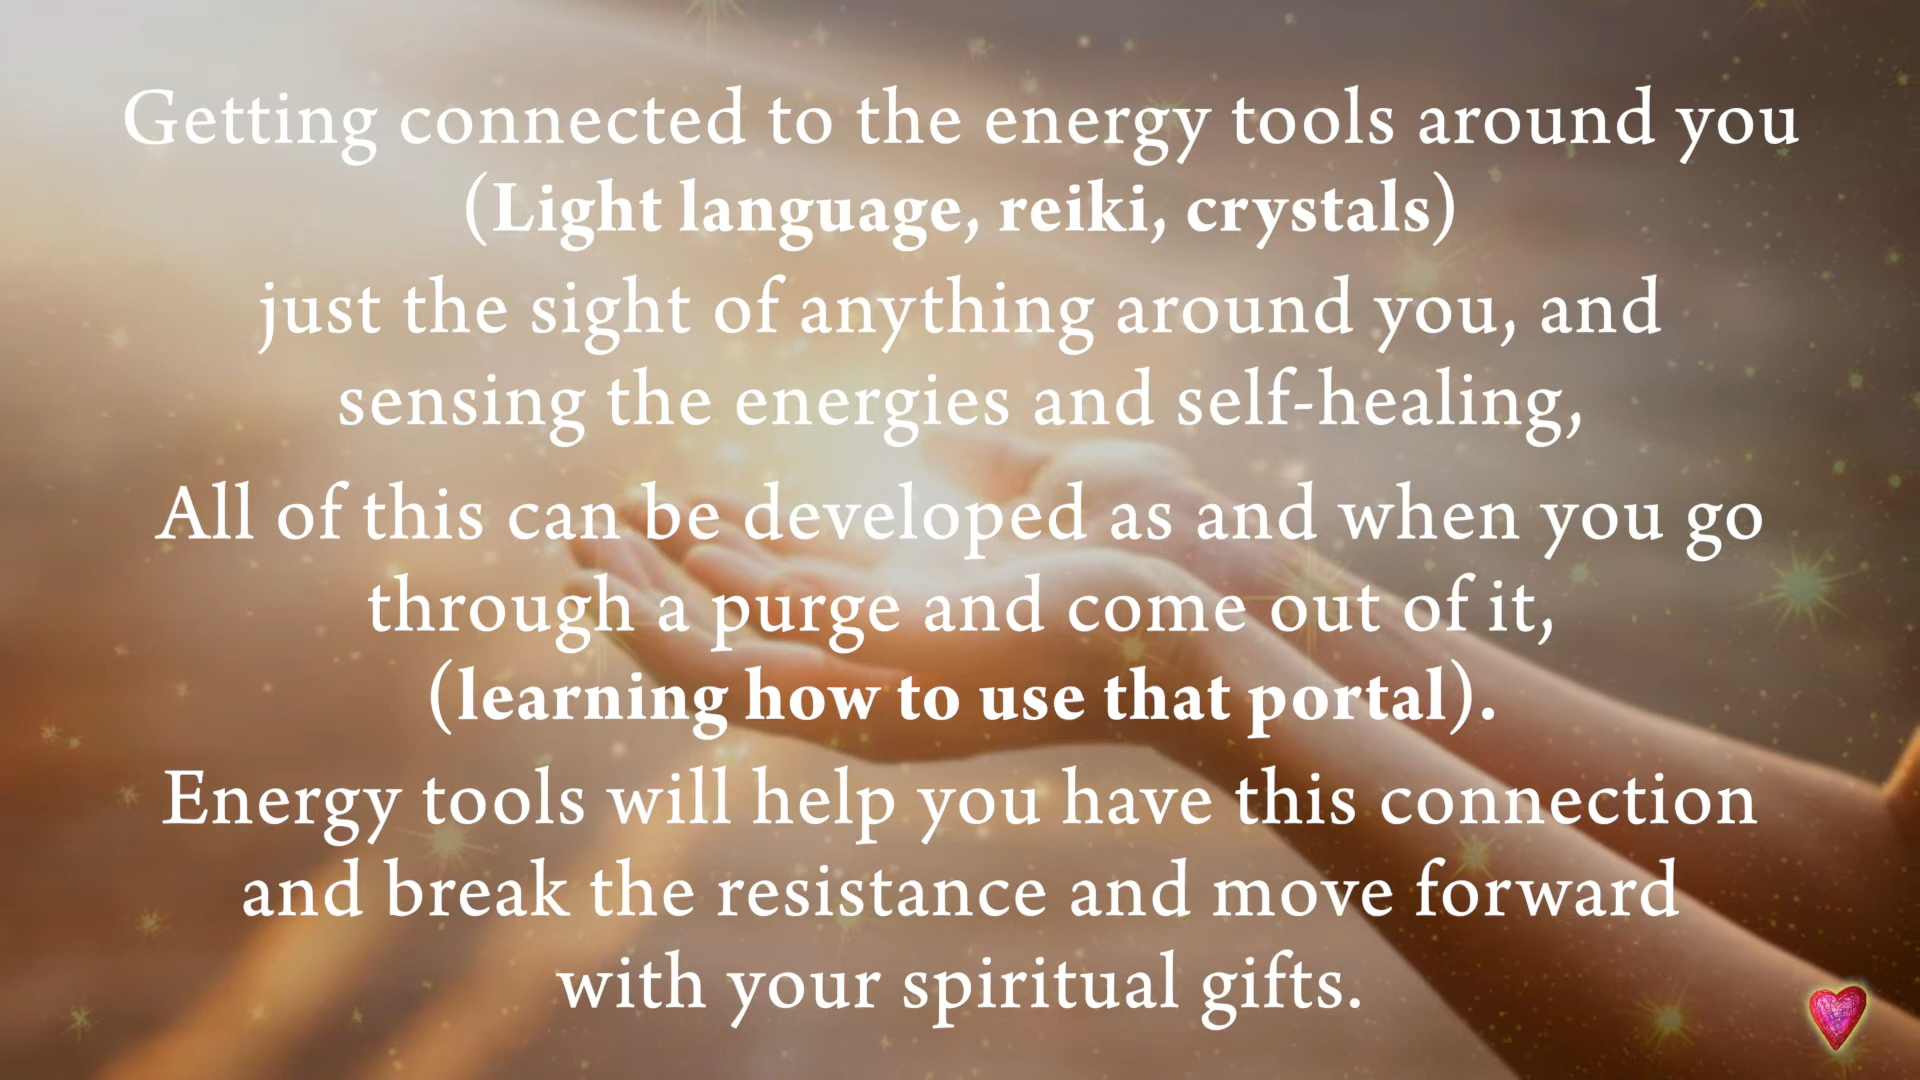 Getting connected to the energy tools around you
(Light language, reiki, crystals)
just the sight of anything around you, and
sensing the energies and self-healing,
All of this can be developed as and when you go
through a purge and come out of it,
(learning how to use that portal).
Energy tools will help you have this connection
and break the resistance and move forward
with your spiritual gifts.